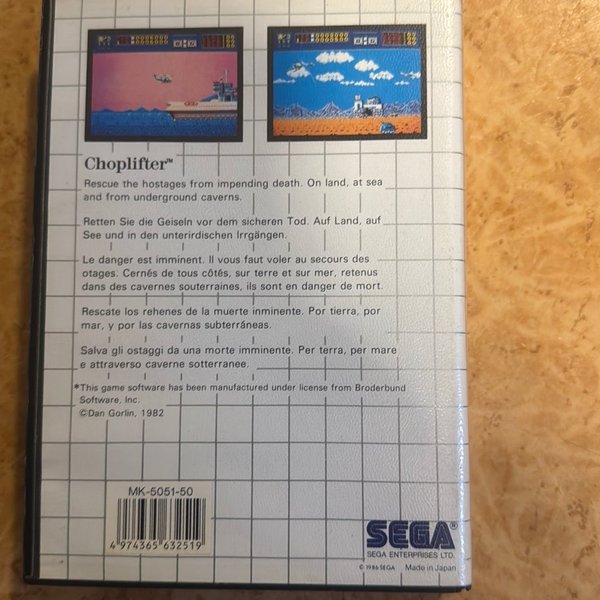 Choplifter™
Rescue the hostages from impending death. On land, at sea
and from underground caverns.
Retten Sie die Geiseln vor dem sicheren Tod. Auf Land, auf
See und in den unterirdischen Irrgängen.
Le danger est imminent. Il vous faut voler au secours des
otages. Cernés de tous côtés, sur terre et sur mer, retenus
dans des cavernes souterraines, ils sont en danger de mort.
Rescate los rehenes de la muerte inminente. Por tierra, por
mar, y por las cavernas subterráneas.
Salva gli ostaggi da una morte imminente. Per terra, per mare
e attraverso caverne sotterranee.
*This game software has been manufactured under license from Broderbund
Software, Inc.
©Dan Gorlin, 1982
MK-5051-50
4 974365 632519
SEGA®
SEGA ENTERPRISES LTD.
© 1986 SEGA Made in Japan